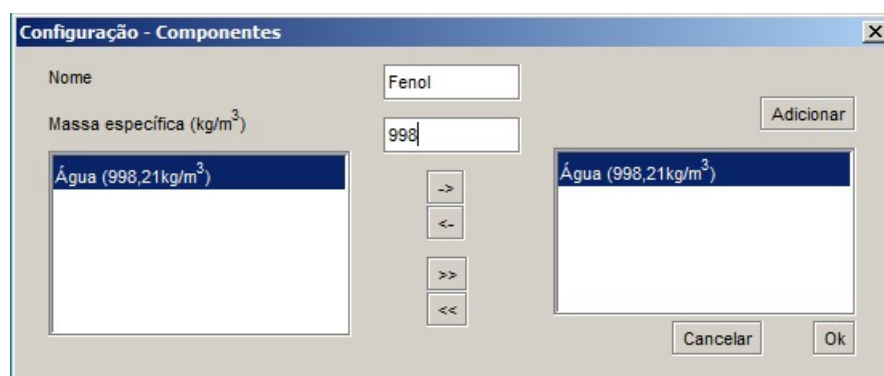 Configuração - Componentes
Nome
Fenol
Massa específica (kg/m³)
998
Adicionar
Água (998,21kg/m³)
->
<-
>>
<<
Água (998,21kg/m³)
Cancelar
Ok